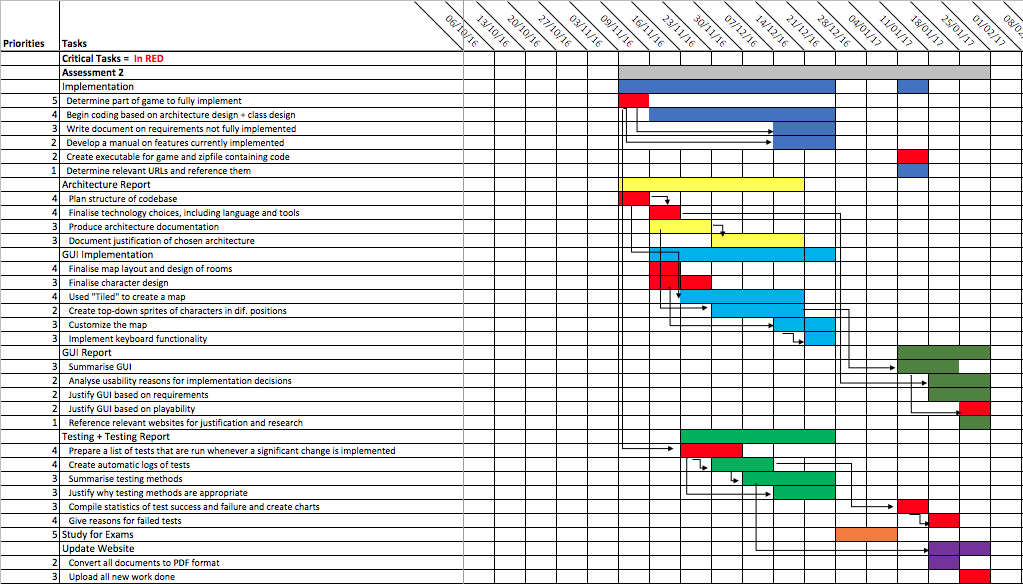 06/10/16 13/10/16 20/10/16 27/10/16 03/11/16 09/11/16 16/11/16 23/11/16 30/11/16 07/12/16 14/12/16 21/12/16 28/12/16 04/01/17 11/01/17 18/01/17 25/01/17 01/02/17 08/02
Priorities Tasks
Critical Tasks = In RED
Assessment 2
Implementation
5 Determine part of game to fully implement
4 Begin coding based on architecture design + class design
3 Write document on requirements not fully implemented
2 Develop a manual on features currently implemented
2 Create executable for game and zipfile containing code
1 Determine relevant URLs and reference them
Architecture Report
4 Plan structure of codebase
4 Finalise technology choices, including language and tools
3 Produce architecture documentation
3 Document justification of chosen architecture
GUI Implementation
4 Finalise map layout and design of rooms
3 Finalise character design
4 Used "Tiled" to create a map
2 Create top-down sprites of characters in dif. positions
3 Customize the map
3 Implement keyboard functionality
GUI Report
3 Summarise GUI
2 Analyse usability reasons for implementation decisions
2 Justify GUI based on requirements
2 Justify GUI based on playability
1 Reference relevant websites for justification and research
Testing + Testing Report
4 Prepare a list of tests that are run whenever a significant change is implemented
4 Create automatic logs of tests
3 Summarise testing methods
3 Justify why testing methods are appropriate
3 Compile statistics of test success and failure and create charts
4 Give reasons for failed tests
5 Study for Exams
Update Website
2 Convert all documents to PDF format
3 Upload all new work done